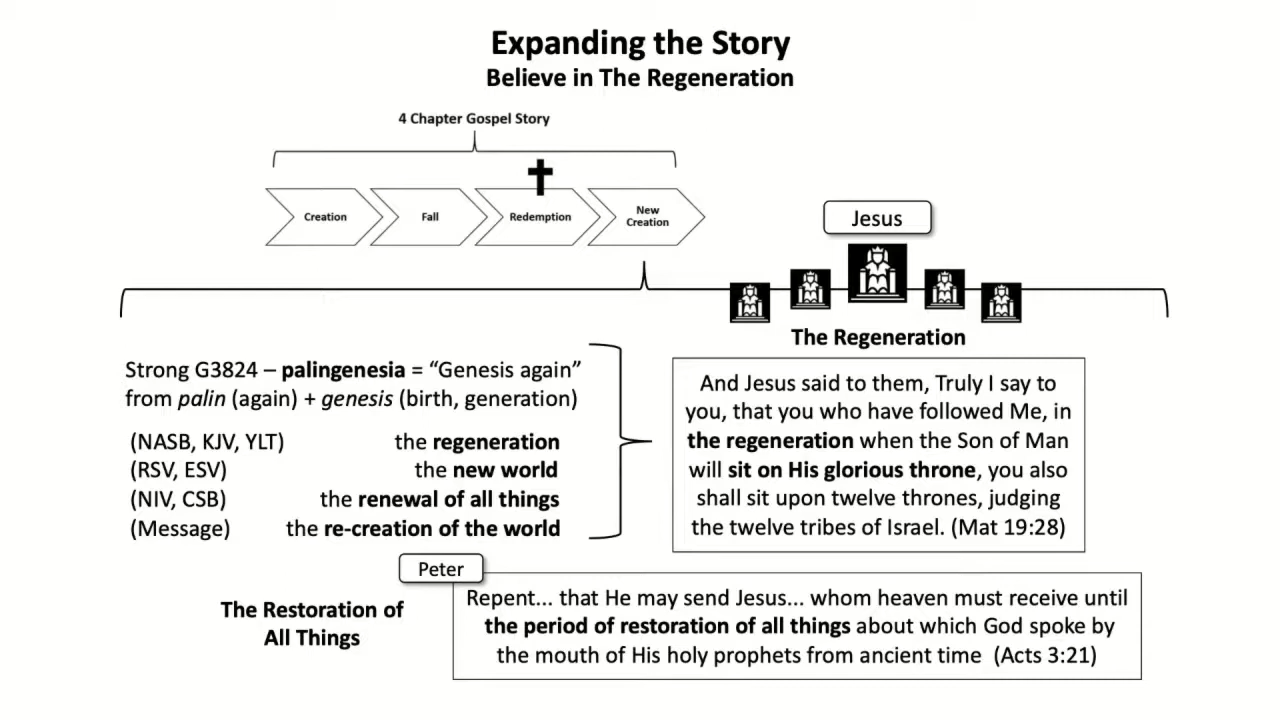 Expanding the Story
Believe in The Regeneration
4 Chapter Gospel Story
Creation
Fall
Redemption
New
Creation
Jesus
The Regeneration
Strong G3824 – palingenesia = “Genesis again”
from palin (again) + genesis (birth, generation)
(NASB, KJV, YLT) the regeneration
(RSV, ESV) the new world
(NIV, CSB) the renewal of all things
(Message) the re-creation of the world
And Jesus said to them, Truly I say to
you, that you who have followed Me, in
the regeneration when the Son of Man
will sit on His glorious throne, you also
shall sit upon twelve thrones, judging
the twelve tribes of Israel. (Mat 19:28)
Peter
The Restoration of
All Things
Repent... that He may send Jesus... whom heaven must receive until
the period of restoration of all things about which God spoke by
the mouth of His holy prophets from ancient time (Acts 3:21)